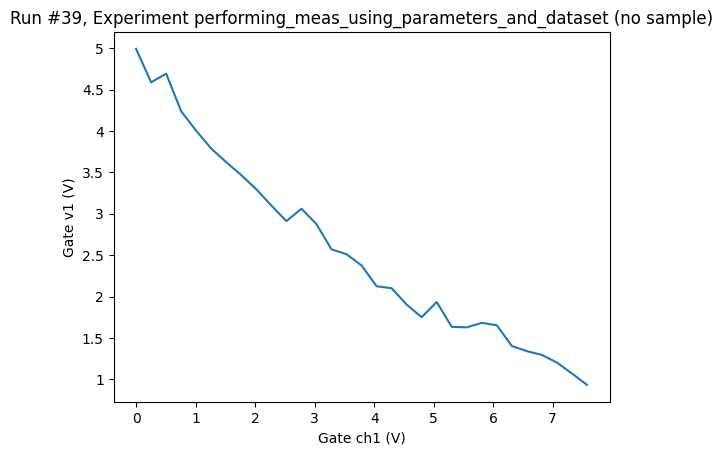 Run #39, Experiment performing_meas_using_parameters_and_dataset (no sample)
5
4.5
4
3.5
3
2.5
2
1.5
1
Gate v1 (V)
0 1 2 3 4 5 6 7
Gate ch1 (V)